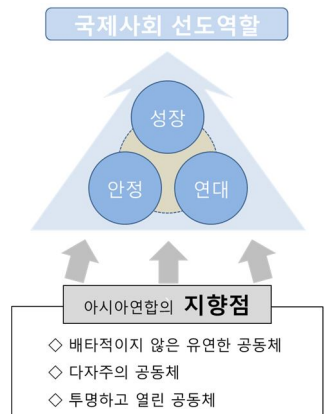 국제사회 선도역할
성장
안정 연대
아시아연합의 지향점
◇ 배타적이지 않은 유연한 공동체
◇ 다자주의 공동체
◇ 투명하고 열린 공동체